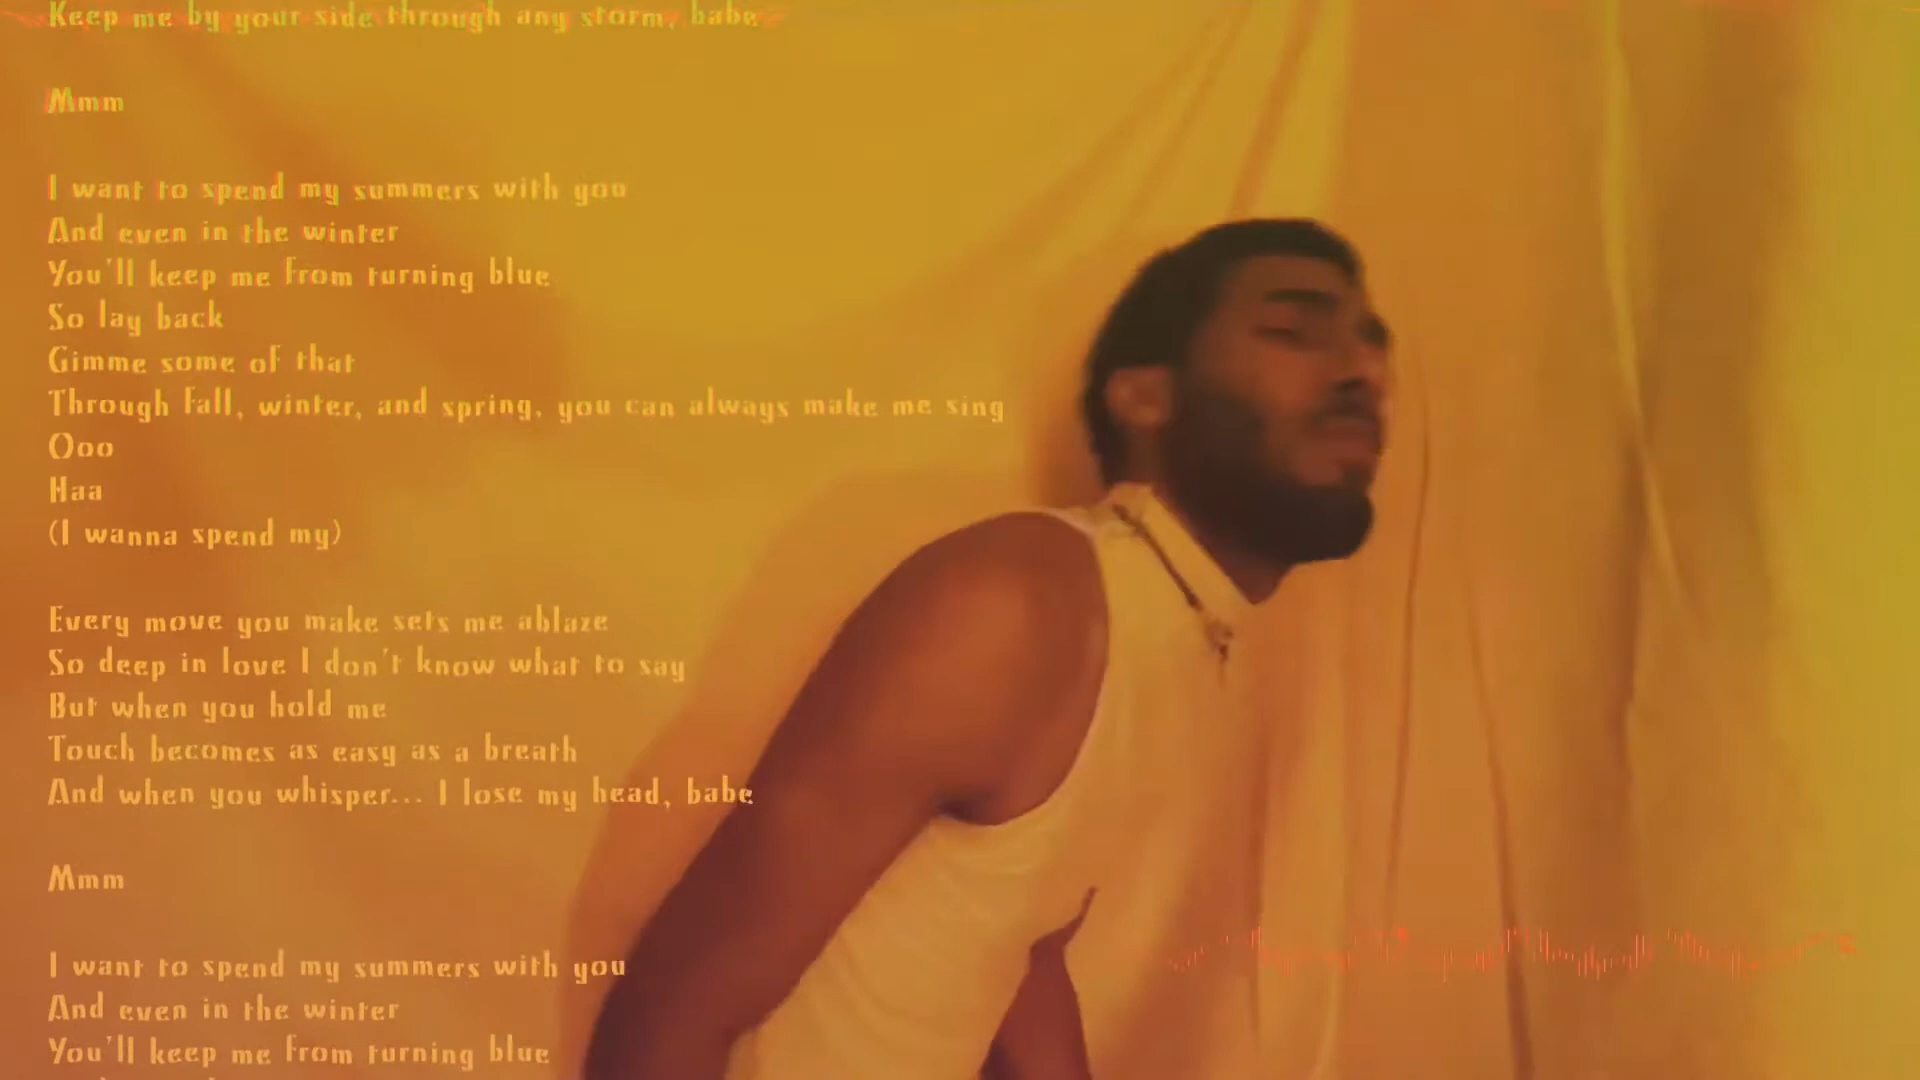 Keep me by your side through any storm, babe
Mmm
I want to spend my summers with you
And even in the winter
You'll keep me from turning blue
So lay back
Gimme some of that
Through fall, winter, and spring, you can always make me sing
Ooo
Haa
(I wanna spend my)
Every move you make sets me ablaze
So deep in love I don't know what to say
But when you hold me
Touch becomes as easy as a breath
And when you whisper... I lose my head, babe
Mmm
I want to spend my summers with you
And even in the winter
You'll keep me from turning blue